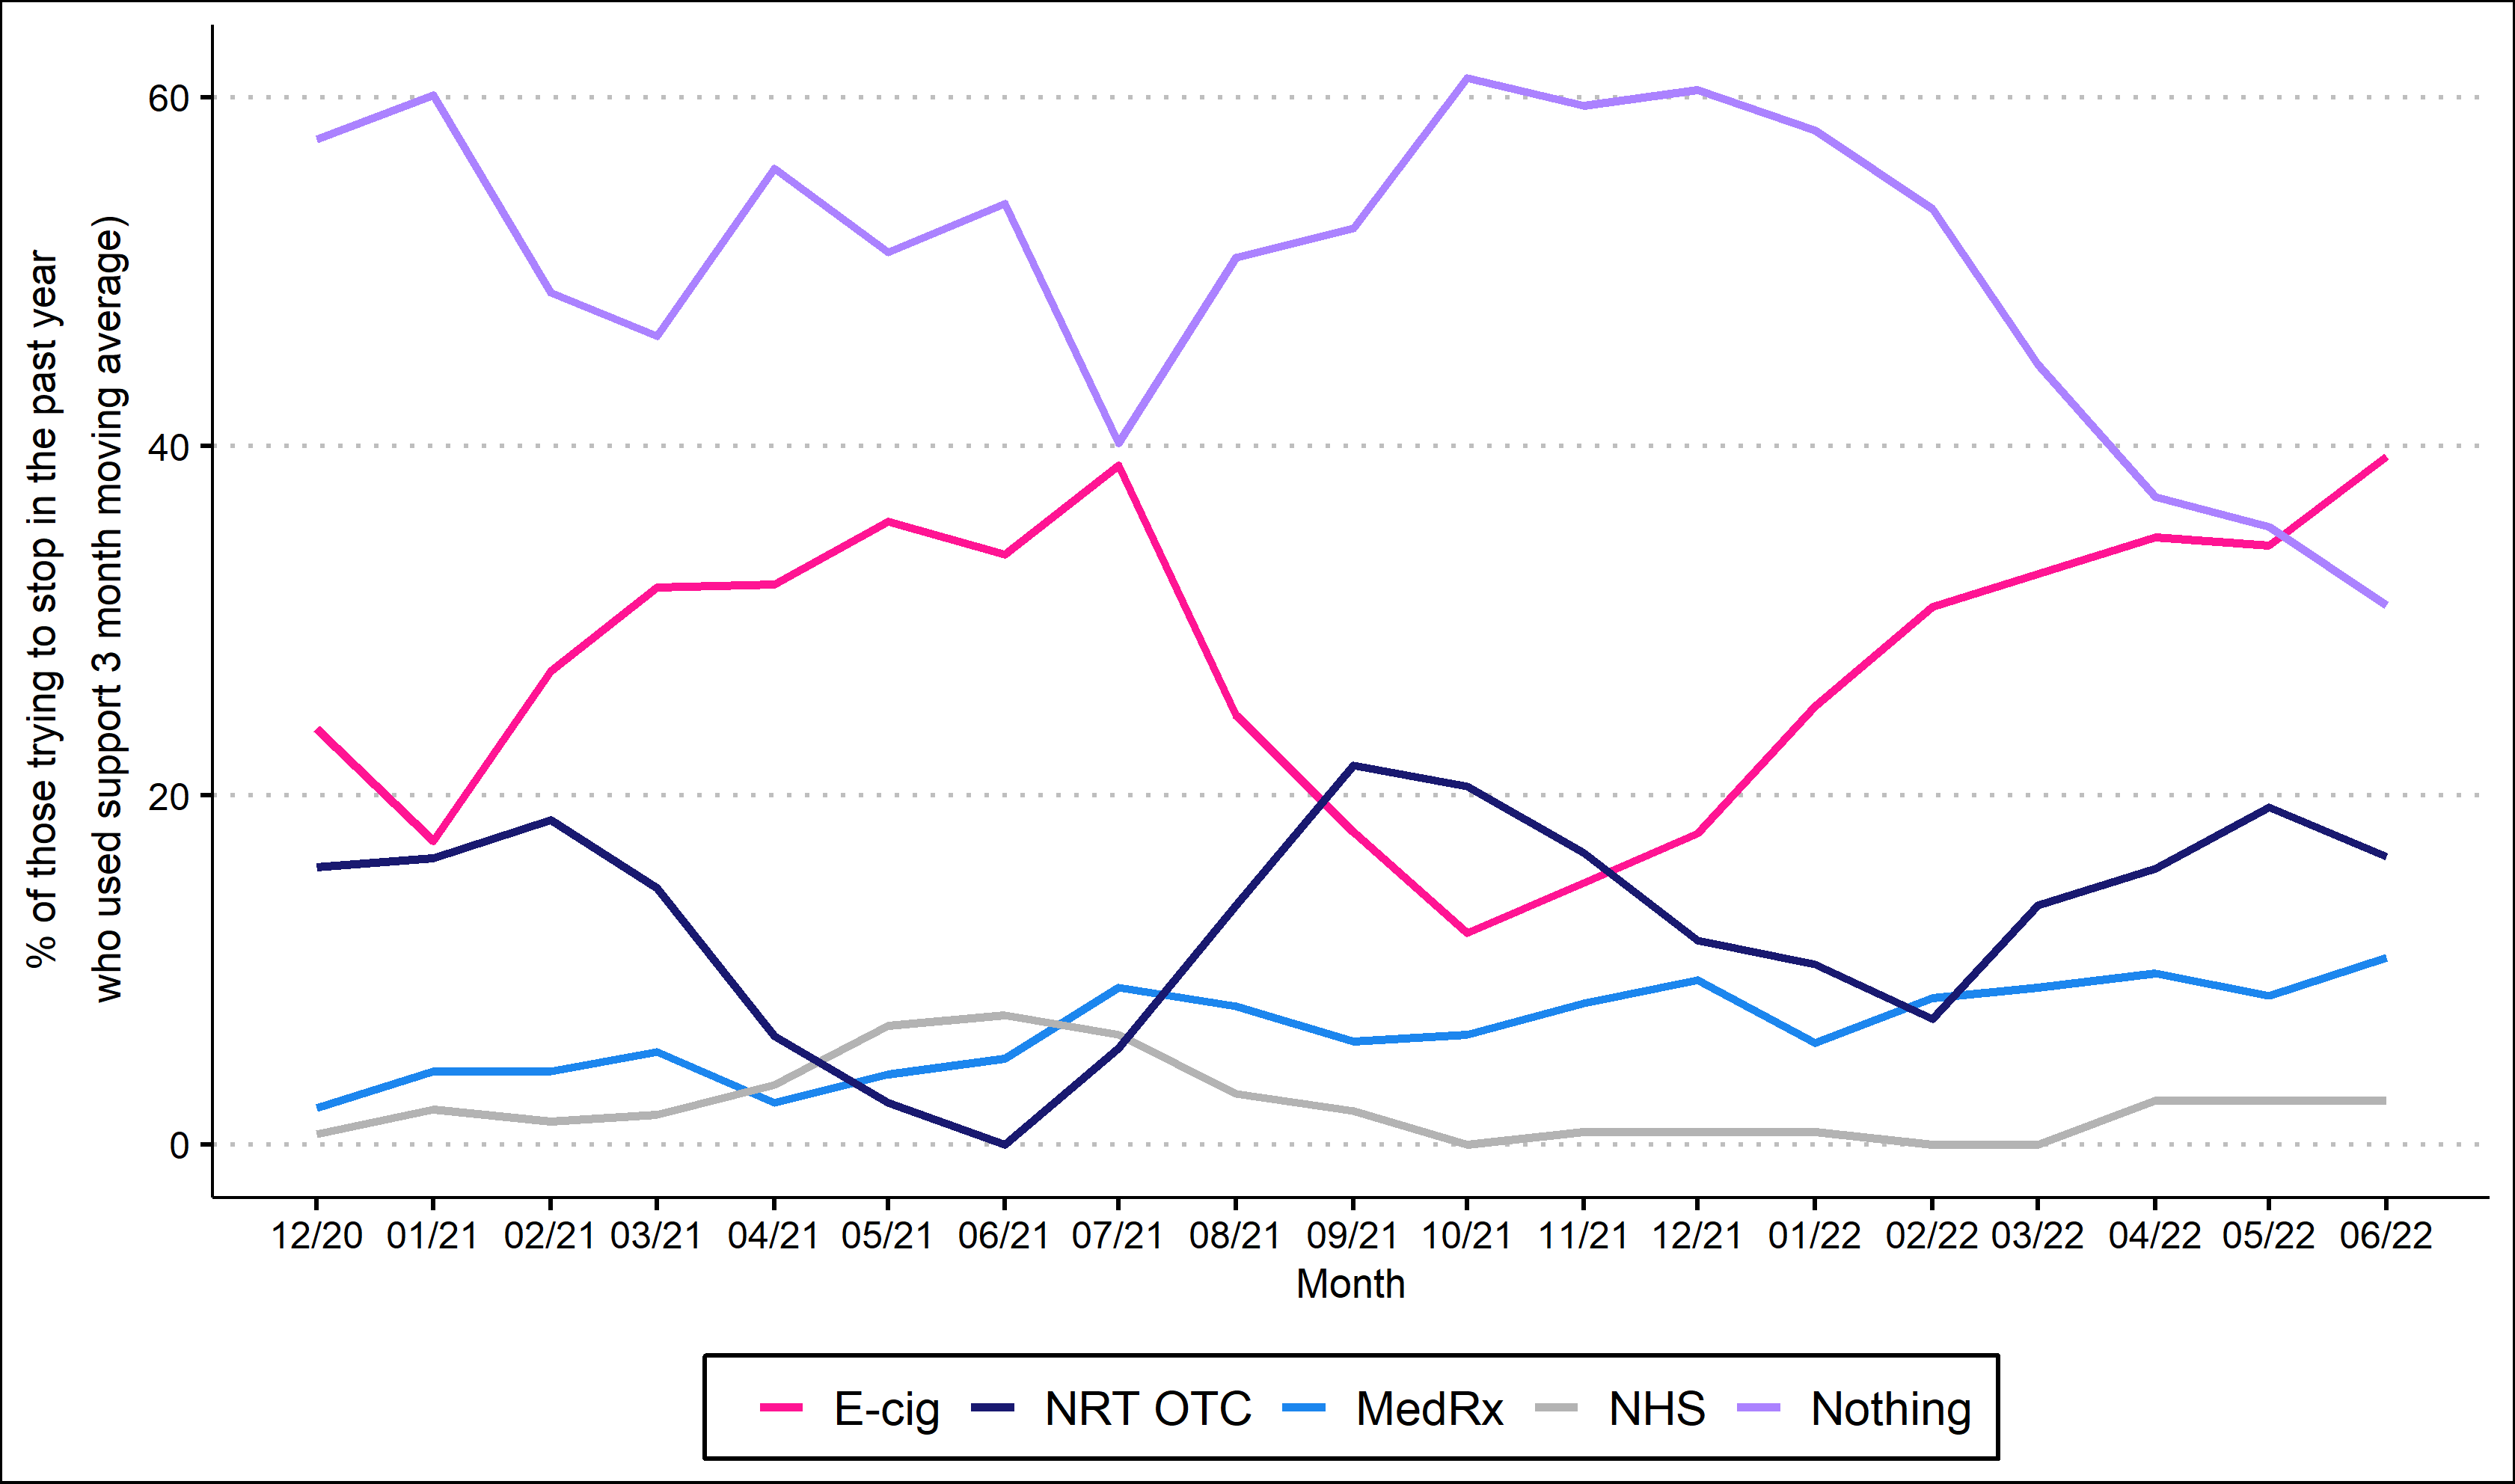 % of those trying to stop in the past year
who used support 3 month moving average)
60
40
20
0
12/20 01/21 02/21 03/21 04/21 05/21 06/21 07/21 08/21 09/21 10/21 11/21 12/21 01/22 02/22 03/22 04/22 05/22 06/22
Month
E-cig NRT OTC MedRx NHS Nothing